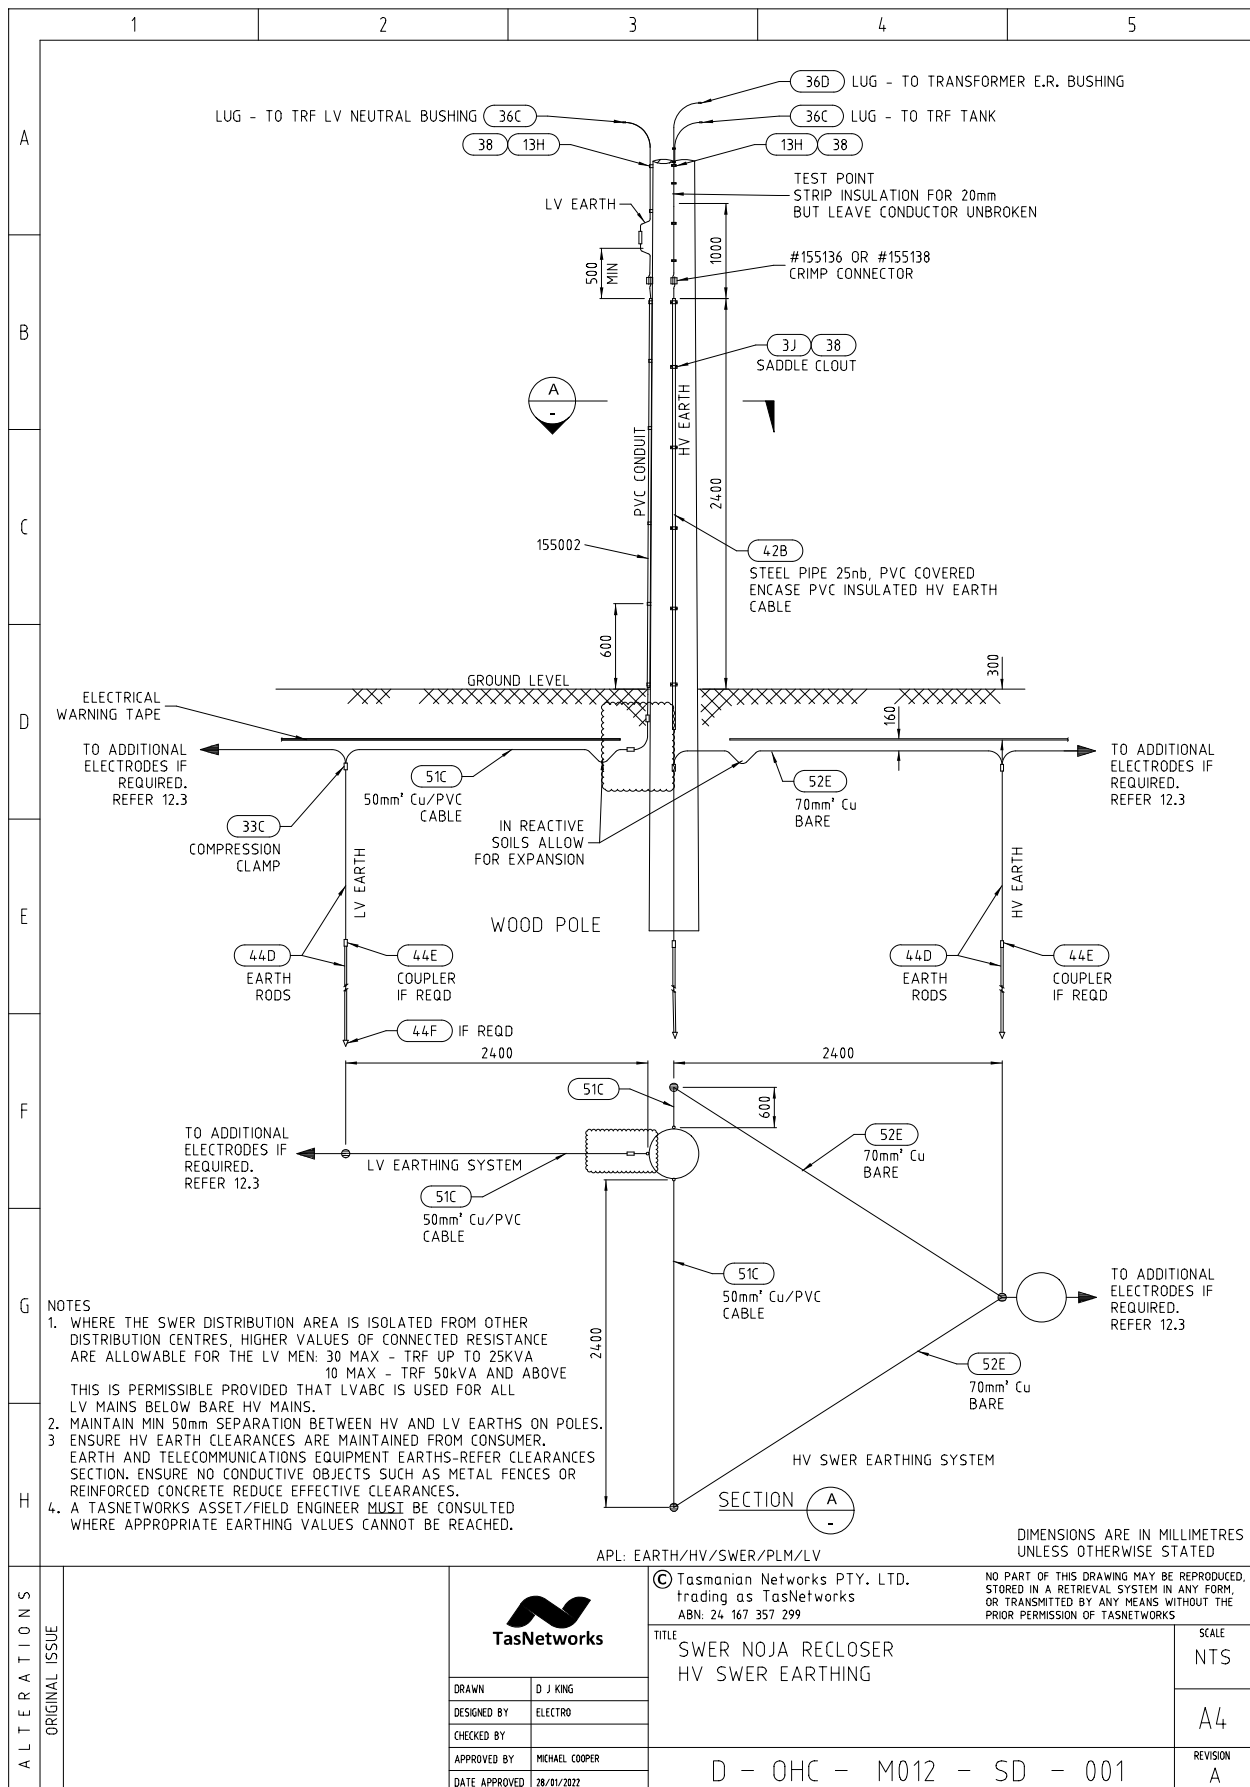 1 2 3 4 5
A
B
C
D
E
F
G
H
36D LUG - TO TRANSFORMER E.R. BUSHING
LUG - TO TRF LV NEUTRAL BUSHING 36C
36C LUG - TO TRF TANK
38 13H
13H 38
TEST POINT
STRIP INSULATION FOR 20mm
BUT LEAVE CONDUCTOR UNBROKEN
LV EARTH
1000
500
MIN
#155136 OR #155138
CRIMP CONNECTOR
3J 38
SADDLE CLOUT
A
-
HV EARTH
PVC CONDUIT
2400
155002
42B
STEEL PIPE 25nb, PVC COVERED
ENCASE PVC INSULATED HV EARTH
CABLE
600
300
GROUND LEVEL
ELECTRICAL
WARNING TAPE
160
TO ADDITIONAL
ELECTRODES IF
REQUIRED.
REFER 12.3
51C
50mm² Cu/PVC
CABLE
52E
70mm² Cu
BARE
TO ADDITIONAL
ELECTRODES IF
REQUIRED.
REFER 12.3
33C
COMPRESSION
CLAMP
IN REACTIVE
SOILS ALLOW
FOR EXPANSION
LV EARTH
HV EARTH
WOOD POLE
44D
EARTH
RODS
44E
COUPLER
IF REQD
44D
EARTH
RODS
44E
COUPLER
IF REQD
44F IF REQD
2400
2400
51C
600
TO ADDITIONAL
ELECTRODES IF
REQUIRED.
REFER 12.3
LV EARTHING SYSTEM
52E
70mm² Cu
BARE
51C
50mm² Cu/PVC
CABLE
51C
50mm² Cu/PVC
CABLE
2400
TO ADDITIONAL
ELECTRODES IF
REQUIRED.
REFER 12.3
52E
70mm² Cu
BARE
HV SWER EARTHING SYSTEM
SECTION A
-
NOTES
1. WHERE THE SWER DISTRIBUTION AREA IS ISOLATED FROM OTHER
DISTRIBUTION CENTRES, HIGHER VALUES OF CONNECTED RESISTANCE
ARE ALLOWABLE FOR THE LV MEN: 30 MAX - TRF UP TO 25KVA
10 MAX - TRF 50kVA AND ABOVE
THIS IS PERMISSIBLE PROVIDED THAT LVABC IS USED FOR ALL
LV MAINS BELOW BARE HV MAINS.
2. MAINTAIN MIN 50mm SEPARATION BETWEEN HV AND LV EARTHS ON POLES.
3 ENSURE HV EARTH CLEARANCES ARE MAINTAINED FROM CONSUMER.
EARTH AND TELECOMMUNICATIONS EQUIPMENT EARTHS-REFER CLEARANCES
SECTION. ENSURE NO CONDUCTIVE OBJECTS SUCH AS METAL FENCES OR
REINFORCED CONCRETE REDUCE EFFECTIVE CLEARANCES.
4. A TASNETWORKS ASSET/FIELD ENGINEER MUST BE CONSULTED
WHERE APPROPRIATE EARTHING VALUES CANNOT BE REACHED.
DIMENSIONS ARE IN MILLIMETRES
UNLESS OTHERWISE STATED
APL: EARTH/HV/SWER/PLM/LV
ALTERATIONS
ORIGINAL ISSUE
TasNetworks
© Tasmanian Networks PTY. LTD.
trading as TasNetworks
ABN: 24 167 357 299
NO PART OF THIS DRAWING MAY BE REPRODUCED,
STORED IN A RETRIEVAL SYSTEM IN ANY FORM,
OR TRANSMITTED BY ANY MEANS WITHOUT THE
PRIOR PERMISSION OF TASNETWORKS
TITLE
SWER NOJA RECLOSER
HV SWER EARTHING
SCALE
NTS
A4
DRAWN D J KING
DESIGNED BY ELECTRO
CHECKED BY
APPROVED BY MICHAEL COOPER
DATE APPROVED 28/01/2022
D - OHC - M012 - SD - 001
REVISION
A